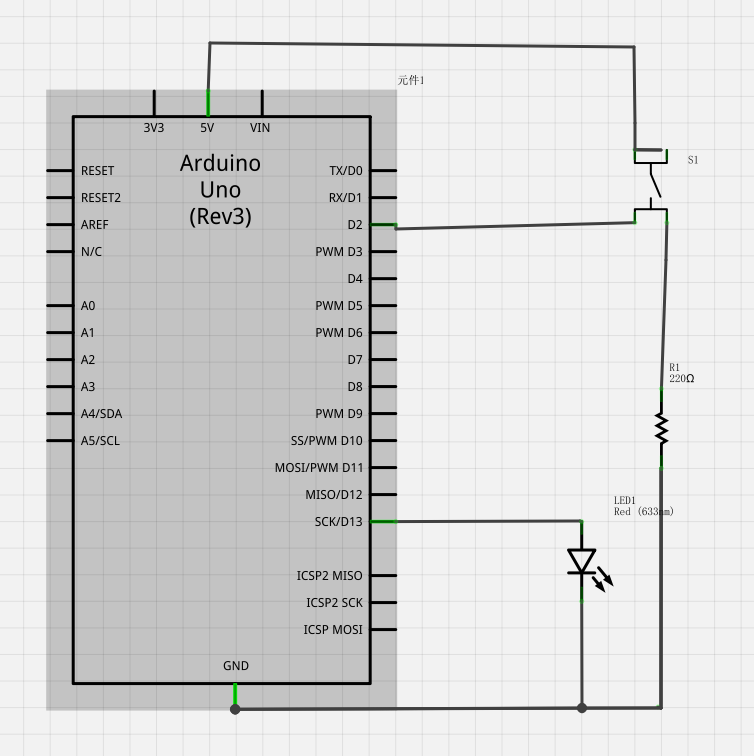 元件1
3V3
5V
VIN
Arduino
Uno
(Rev3)
RESET
RESET2
AREF
N/C
A0
A1
A2
A3
A4/SDA
A5/SCL
TX/D0
RX/D1
D2
PWM D3
D4
PWM D5
PWM D6
D7
D8
PWM D9
SS/PWM D10
MOSI/PWM D11
MISO/D12
SCK/D13
ICSP2 MISO
ICSP2 SCK
ICSP MOSI
GND
S1
R1
220Ω
LED1
Red (633nm)